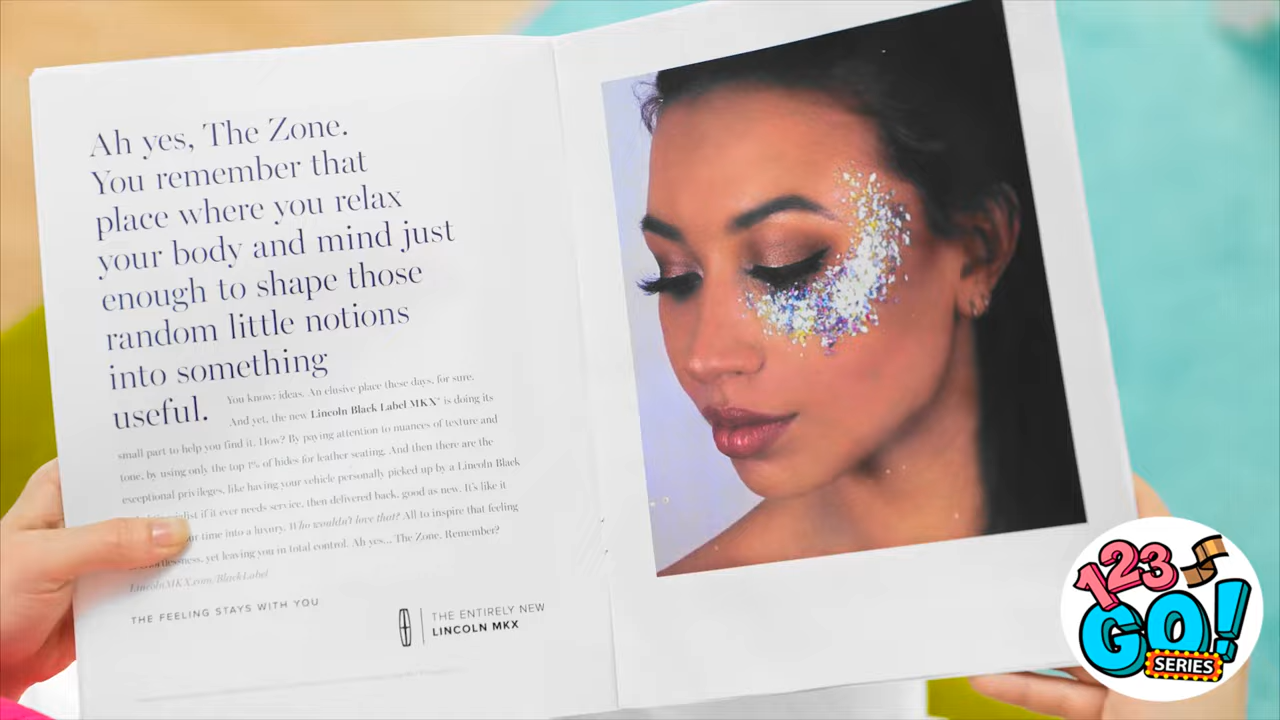 Ah yes, The Zone.
You remember that
place where you relax
your body and mind just
enough to shape those
random little notions
into something
useful.
You know: ideas. An elusive place these days, for sure.
And yet, the new Lincoln Black Label MKX* is doing its
small part to help you find it. How? By paying attention to nuances of texture and
tone, by using only the top 1% of hides for leather seating. And then there are the
exceptional privileges, like having your vehicle personally picked up by a Lincoln Black
if it ever needs service, then delivered back, good as new. It's like it
time into a luxury. Who wouldn't love that? All to inspire that feeling
yet leaving you in total control. Ah yes... The Zone. Remember?
LincolnMKX.com/BlackLabel
THE FEELING STAYS WITH YOU
THE ENTIRELY NEW
LINCOLN MKX
123
GO!
SERIES